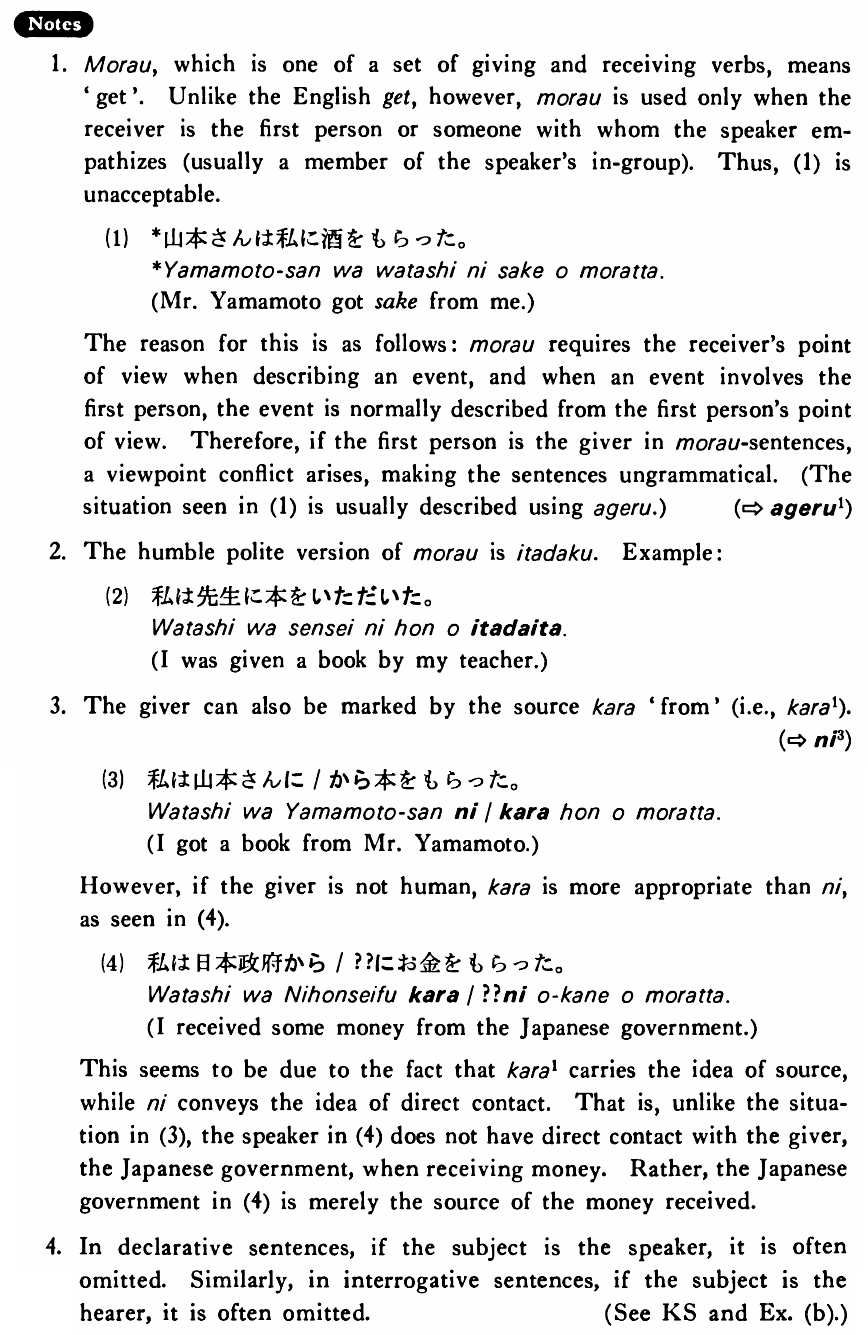 Notes
1. Morau, which is one of a set of giving and receiving verbs, means
‘get’. Unlike the English get, however, morau is used only when the
receiver is the first person or someone with whom the speaker em-
pathizes (usually a member of the speaker’s in-group). Thus, (1) is
unacceptable.
(1) *山本さんは私に酒をもらった。
*Yamamoto-san wa watashi ni sake o moratta.
(Mr. Yamamoto got sake from me.)
The reason for this is as follows: morau requires the receiver’s point
of view when describing an event, and when an event involves the
first person, the event is normally described from the first person’s point
of view. Therefore, if the first person is the giver in morau-sentences,
a viewpoint conflict arises, making the sentences ungrammatical. (The
situation seen in (1) is usually described using ageru.) (⇨ ageru¹)
2. The humble polite version of morau is itadaku. Example:
(2) 私は先生に本をいただいた。
Watashi wa sensei ni hon o itadaita.
(I was given a book by my teacher.)
3. The giver can also be marked by the source kara ‘from’ (i.e., kara¹).
(⇨ ni³)
(3) 私は山本さんに / から本をもらった。
Watashi wa Yamamoto-san ni / kara hon o moratta.
(I got a book from Mr. Yamamoto.)
However, if the giver is not human, kara is more appropriate than ni,
as seen in (4).
(4) 私は日本政府から / ??にお金をもらった。
Watashi wa Nihonseifu kara / ??ni o-kane o moratta.
(I received some money from the Japanese government.)
This seems to be due to the fact that kara¹ carries the idea of source,
while ni conveys the idea of direct contact. That is, unlike the situa-
tion in (3), the speaker in (4) does not have direct contact with the giver,
the Japanese government, when receiving money. Rather, the Japanese
government in (4) is merely the source of the money received.
4. In declarative sentences, if the subject is the speaker, it is often
omitted. Similarly, in interrogative sentences, if the subject is the
hearer, it is often omitted. (See KS and Ex. (b).)